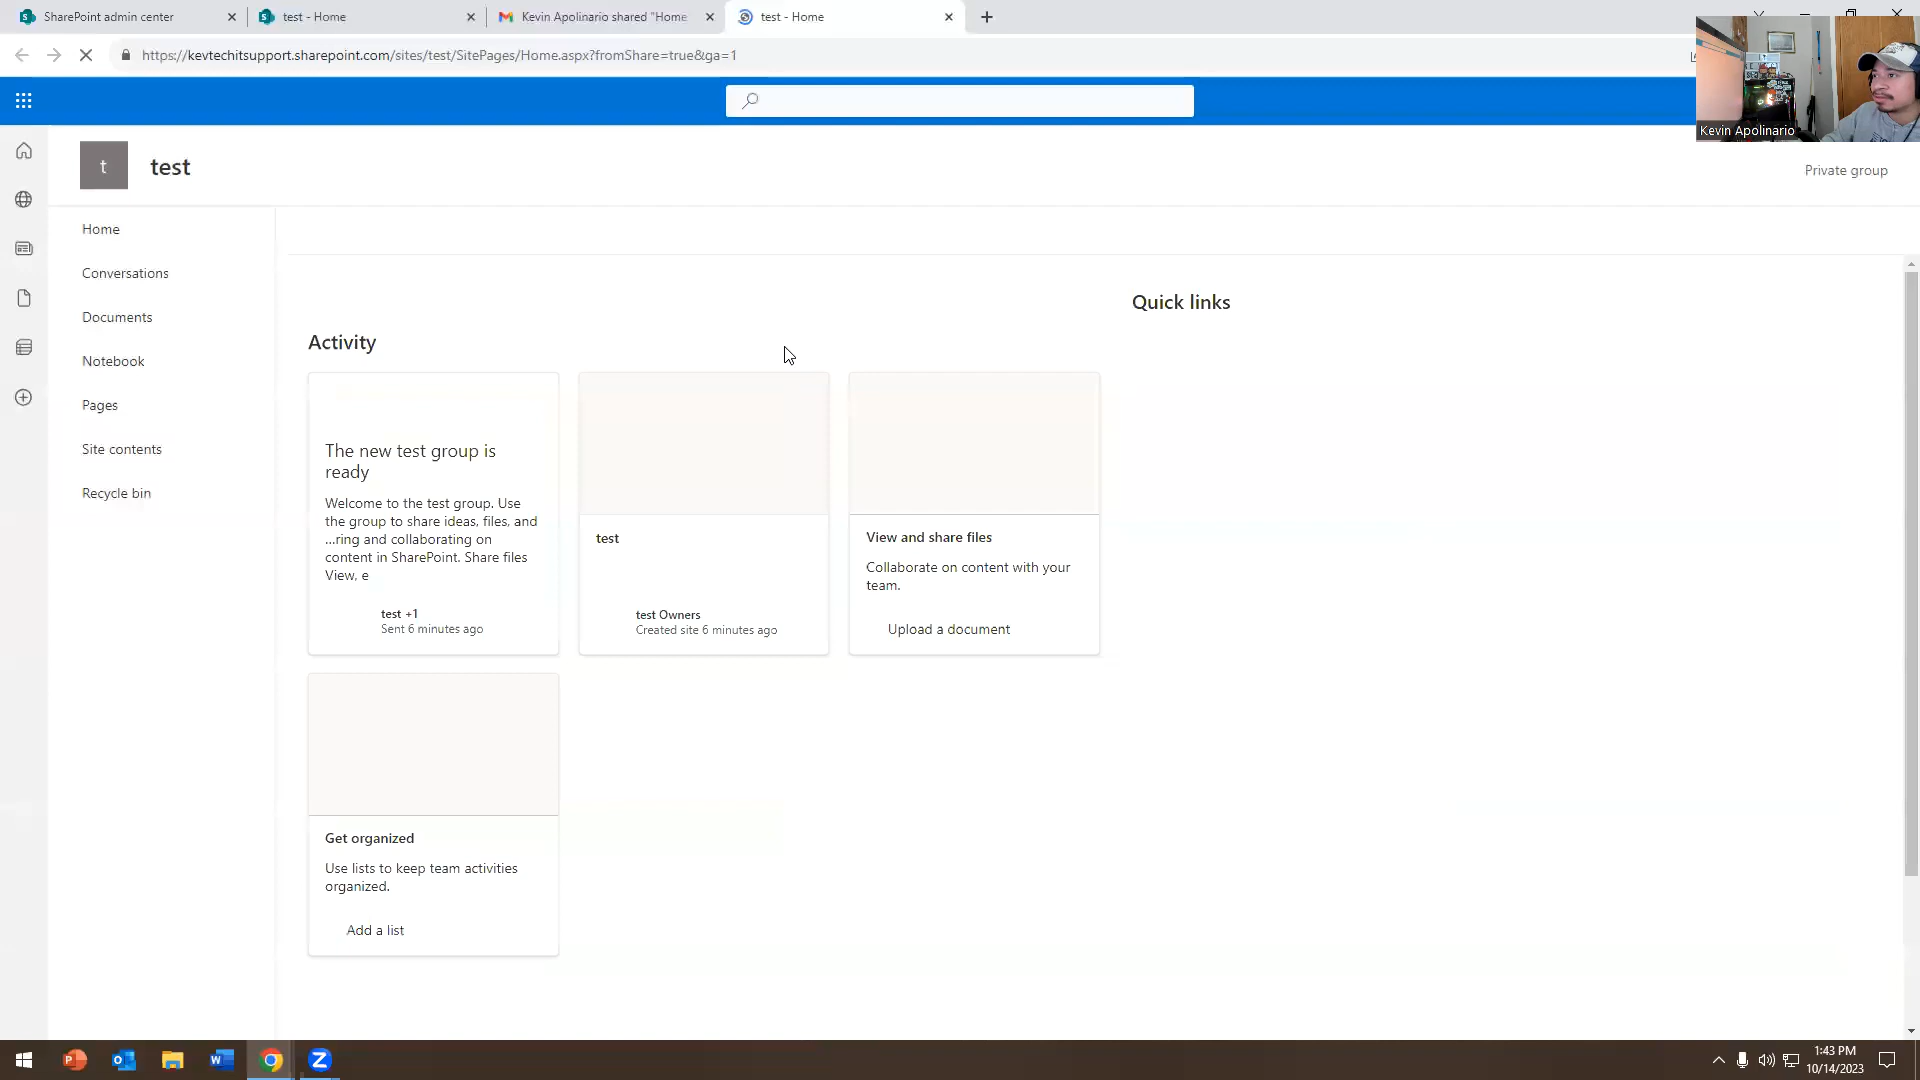 SharePoint admin center
test - Home
Kevin Apolinario shared "Home
test - Home
https://kevtechitsupport.sharepoint.com/sites/test/SitePages/Home.aspx?fromShare=true&ga=1
Kevin Apolinario
t
test
Private group
Home
Conversations
Documents
Notebook
Pages
Site contents
Recycle bin
Quick links
Activity
The new test group is
ready
Welcome to the test group. Use
the group to share ideas, files, and
...ring and collaborating on
content in SharePoint. Share files
View, e
test +1
Sent 6 minutes ago
test
test Owners
Created site 6 minutes ago
View and share files
Collaborate on content with your
team.
Upload a document
Get organized
Use lists to keep team activities
organized.
Add a list
1:43 PM
10/14/2023